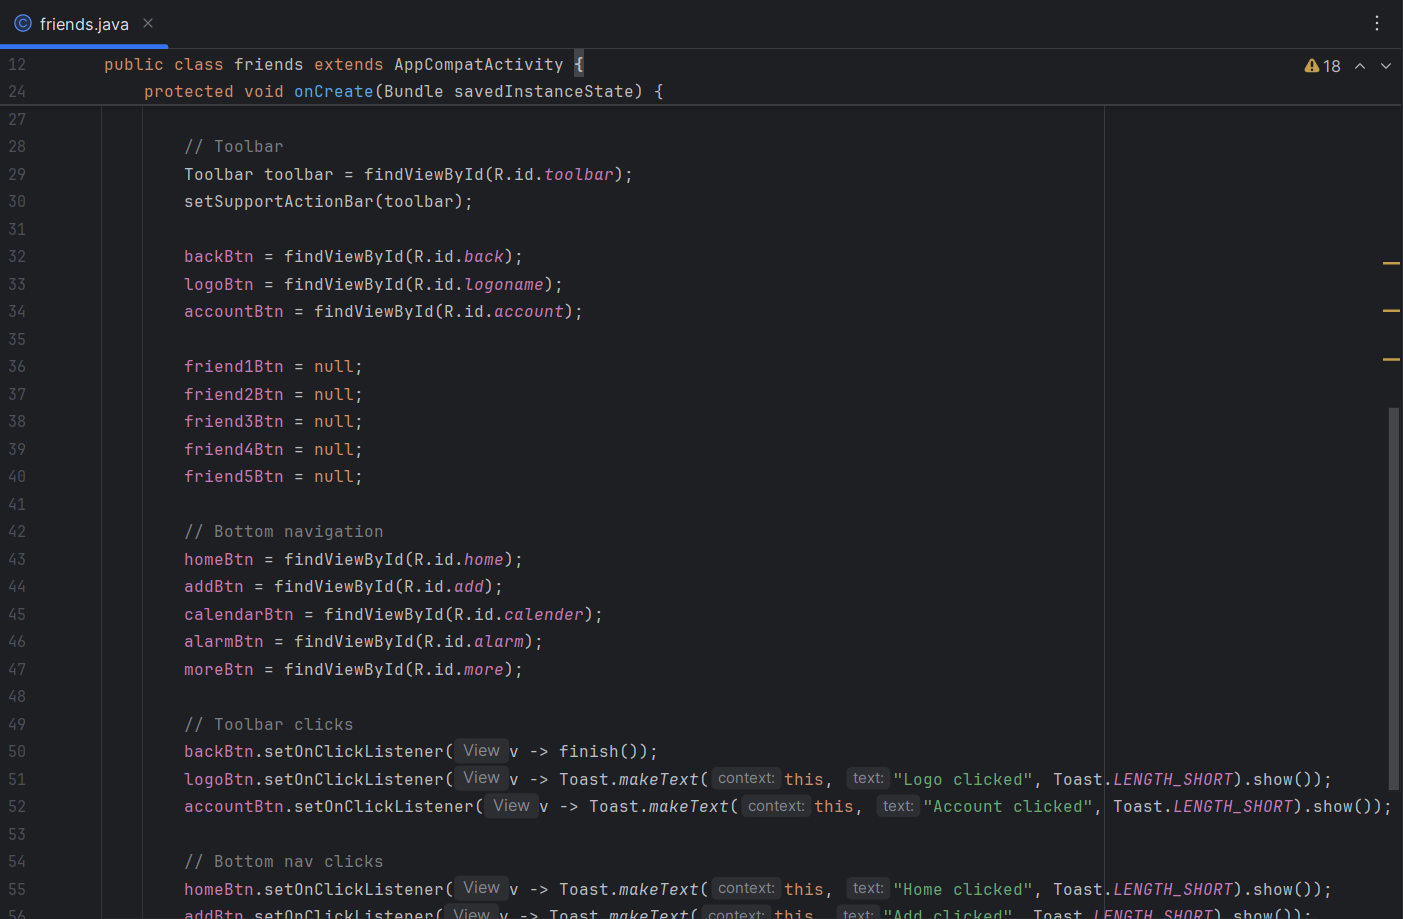 friends.java
12 public class friends extends AppCompatActivity { 18
24 protected void onCreate(Bundle savedInstanceState) {
27
28 // Toolbar
29 Toolbar toolbar = findViewById(R.id.toolbar);
30 setSupportActionBar(toolbar);
31
32 backBtn = findViewById(R.id.back);
33 logoBtn = findViewById(R.id.logoname);
34 accountBtn = findViewById(R.id.account);
35
36 friend1Btn = null;
37 friend2Btn = null;
38 friend3Btn = null;
39 friend4Btn = null;
40 friend5Btn = null;
41
42 // Bottom navigation
43 homeBtn = findViewById(R.id.home);
44 addBtn = findViewById(R.id.add);
45 calendarBtn = findViewById(R.id.calender);
46 alarmBtn = findViewById(R.id.alarm);
47 moreBtn = findViewById(R.id.more);
48
49 // Toolbar clicks
50 backBtn.setOnClickListener( View v -> finish());
51 logoBtn.setOnClickListener( View v -> Toast.makeText( context: this, text: "Logo clicked", Toast.LENGTH_SHORT).show());
52 accountBtn.setOnClickListener( View v -> Toast.makeText( context: this, text: "Account clicked", Toast.LENGTH_SHORT).show());
53
54 // Bottom nav clicks
55 homeBtn.setOnClickListener( View v -> Toast.makeText( context: this, text: "Home clicked", Toast.LENGTH_SHORT).show());
56 addBtn.setOnClickListener( View v -> Toast.makeText( context: this, text: "Add clicked", Toast.LENGTH_SHORT).show());